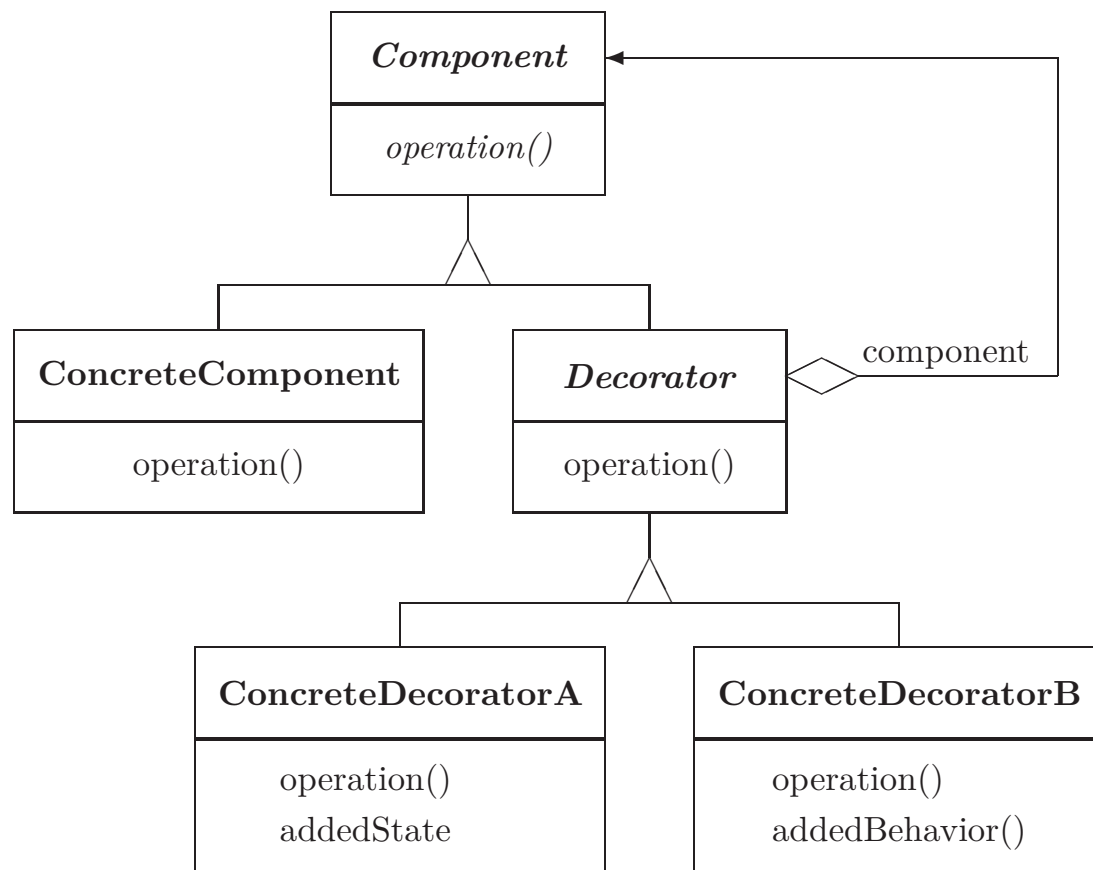 Component
operation()
ConcreteComponent
operation()
Decorator
operation()
component
ConcreteDecoratorA
operation()
addedState
ConcreteDecoratorB
operation()
addedBehavior()